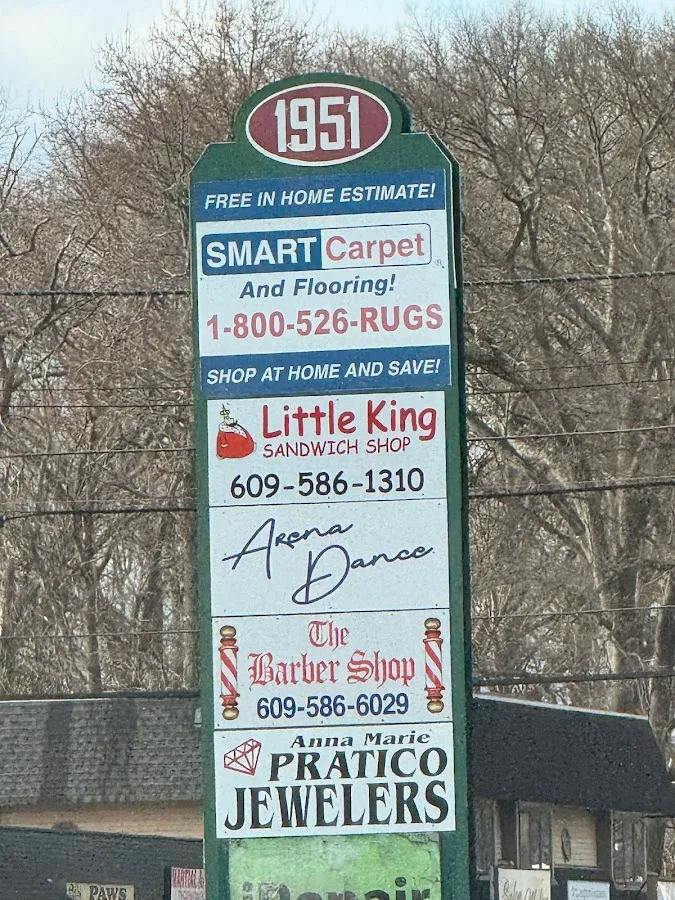 1951
FREE IN HOME ESTIMATE!
SMART Carpet
And Flooring!
1-800-526-RUGS
SHOP AT HOME AND SAVE!
Little King
SANDWICH SHOP
609-586-1310
Arena
Dance
The
Barber Shop
609-586-6029
Anna Marie
PRATICO
JEWELERS
PAWS